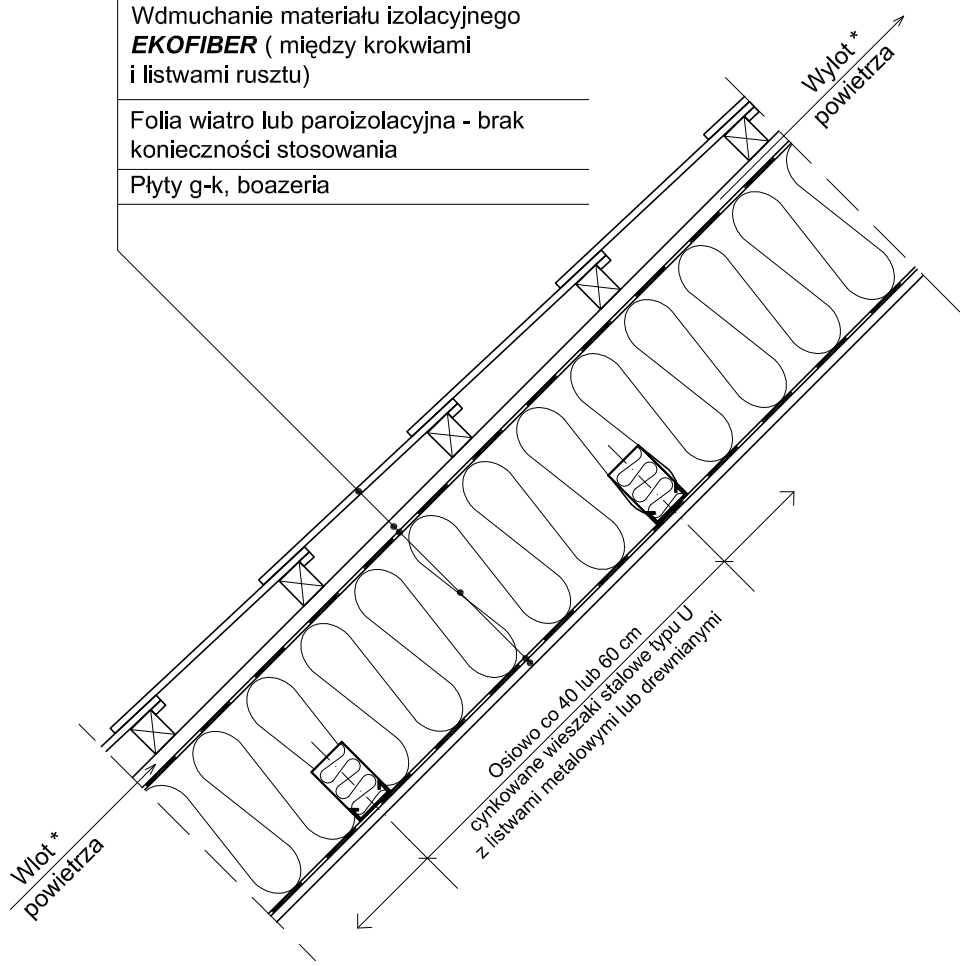 Wdmuchanie materiału izolacyjnego
EKOFIBER ( między krokwiami
i listwami rusztu)
Folia wiatro lub paroizolacyjna - brak
konieczności stosowania
Płyty g-k, boazeria
Wylot *
powietrza
Osiowo co 40 lub 60 cm
cynkowane wieszaki stalowe typu U
z listwami metalowymi lub drewnianymi
Wlot *
powietrza